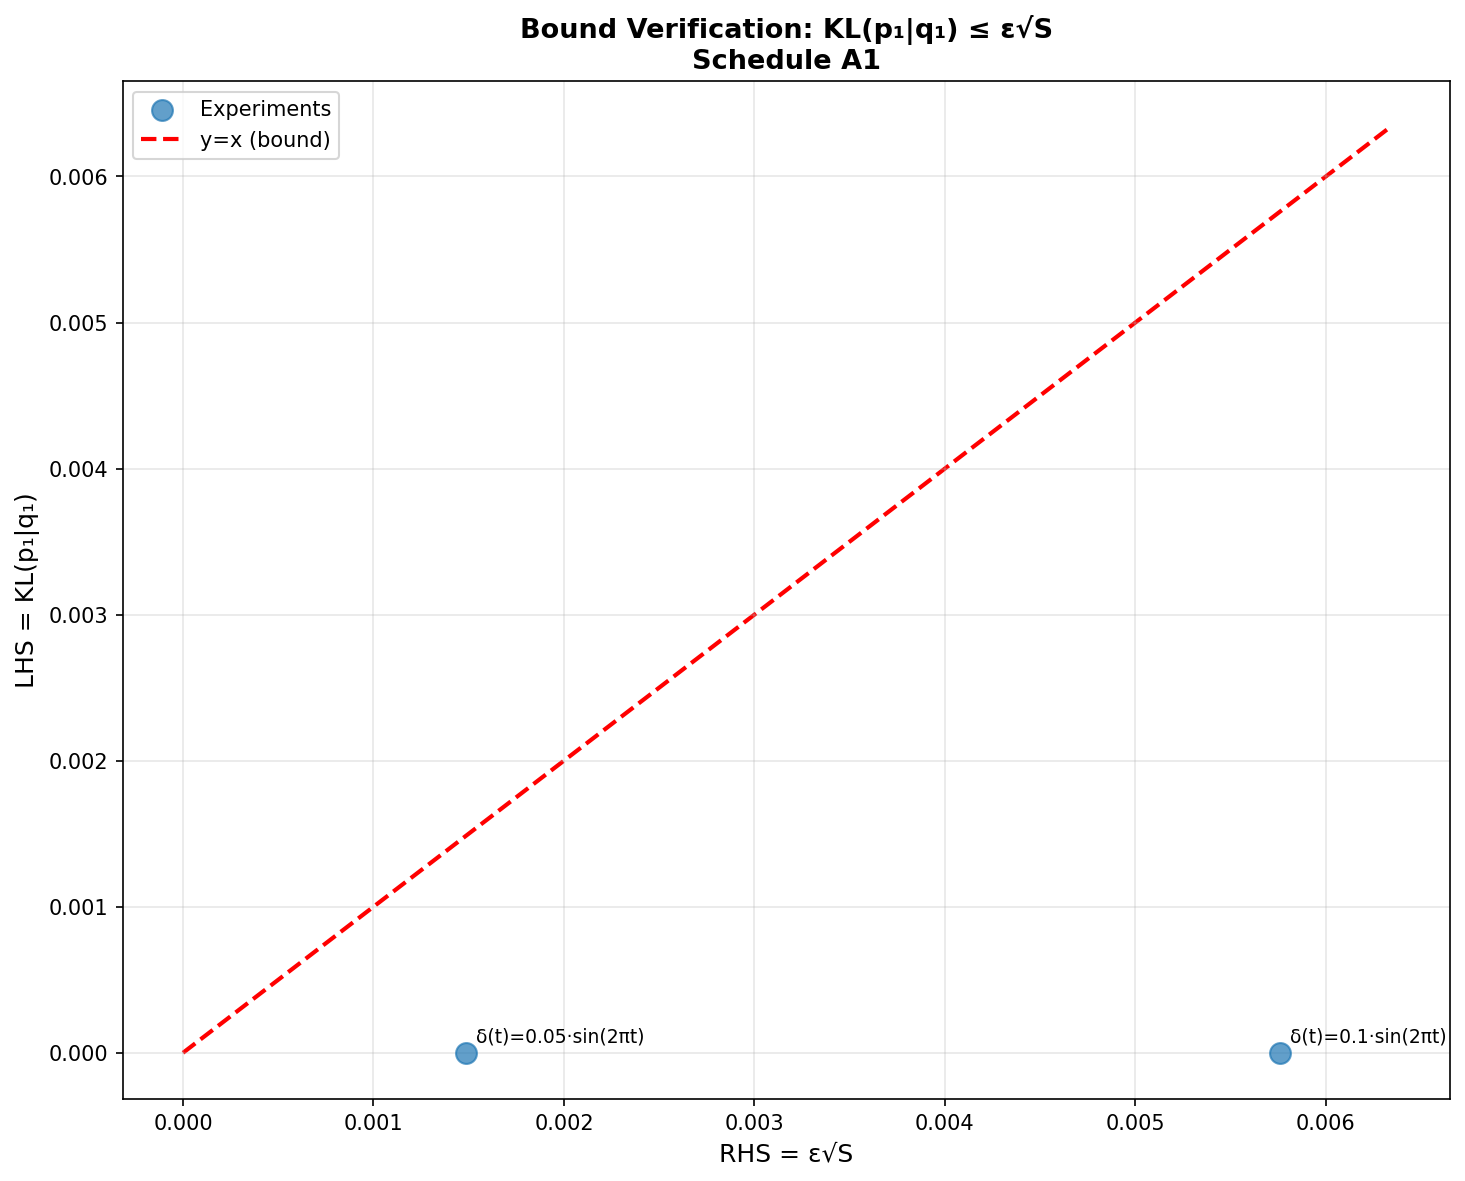 Bound Verification: KL(p₁|q₁) ≤ ε√S
Schedule A1
Experiments
y=x (bound)
0.006
0.005
0.004
0.003
0.002
0.001
0.000
LHS = KL(p₁|q₁)
δ(t)=0.05·sin(2πt)
δ(t)=0.1·sin(2πt)
0.000 0.001 0.002 0.003 0.004 0.005 0.006
RHS = ε√S